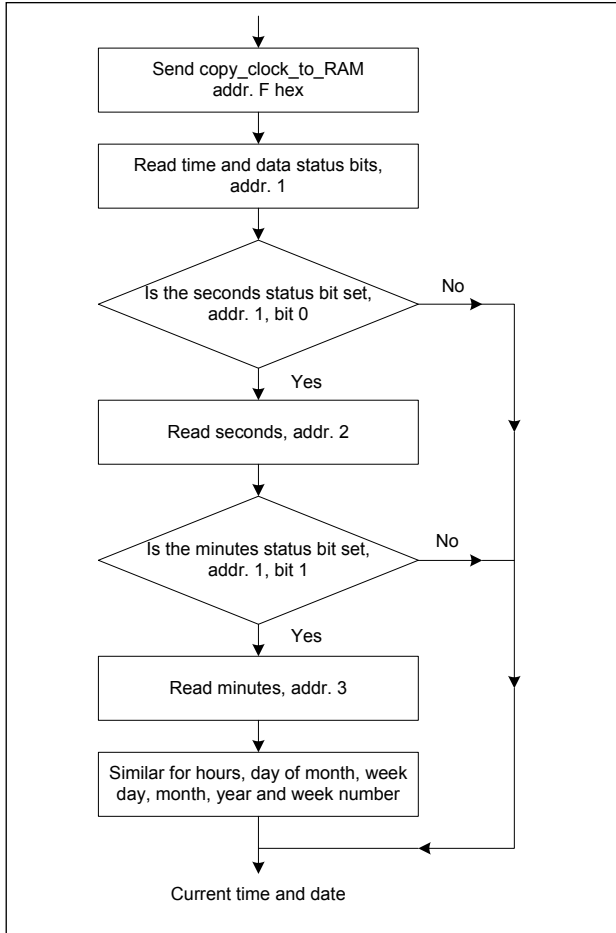 Send copy_clock_to_RAM
addr. F hex
Read time and data status bits,
addr. 1
Is the seconds status bit set,
addr. 1, bit 0
No
Yes
Read seconds, addr. 2
Is the minutes status bit set,
addr. 1, bit 1
No
Yes
Read minutes, addr. 3
Similar for hours, day of month, week
day, month, year and week number
Current time and date